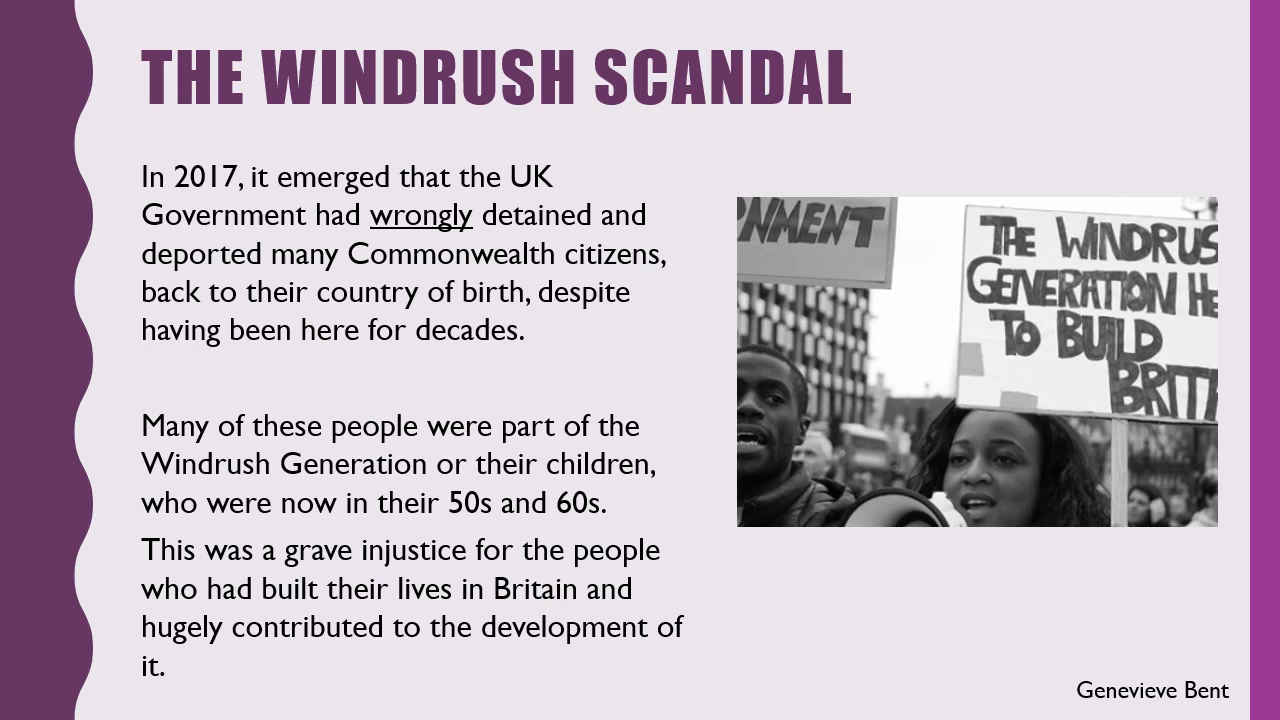 THE WINDRUSH SCANDAL
In 2017, it emerged that the UK
Government had wrongly detained and
deported many Commonwealth citizens,
back to their country of birth, despite
having been here for decades.
Many of these people were part of the
Windrush Generation or their children,
who were now in their 50s and 60s.
This was a grave injustice for the people
who had built their lives in Britain and
hugely contributed to the development of
it.
NMENT
THE WINDRUS
GENERATION HE
TO BUILD
BRIT
Genevieve Bent